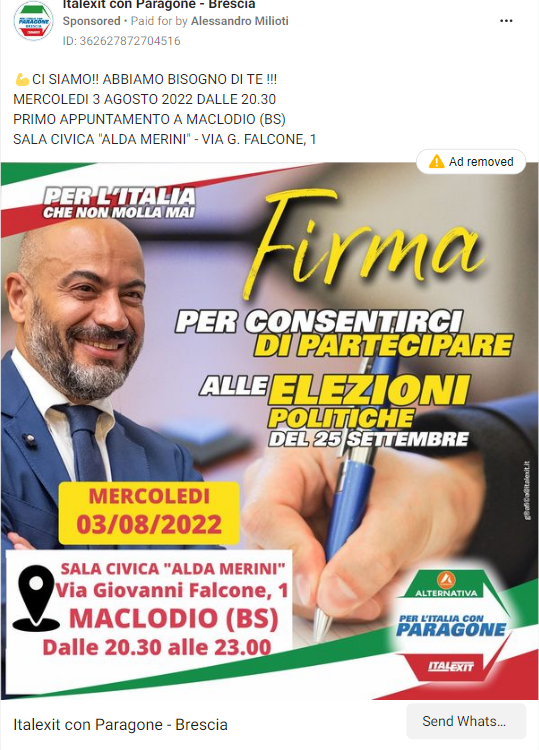 Italexit con Paragone - Brescia
Sponsored • Paid for by Alessandro Milioti
ID: 362627872704516
💪CI SIAMO!! ABBIAMO BISOGNO DI TE !!!
MERCOLEDI 3 AGOSTO 2022 DALLE 20.30
PRIMO APPUNTAMENTO A MACLODIO (BS)
SALA CIVICA "ALDA MERINI" - VIA G. FALCONE, 1
Ad removed
PER L'ITALIA
CHE NON MOLLA MAI
Firma
PER CONSENTIRCI
DI PARTECIPARE
ALLE ELEZIONI
POLITICHE
DEL 25 SETTEMBRE
MERCOLEDI
03/08/2022
SALA CIVICA "ALDA MERINI"
Via Giovanni Falcone, 1
MACLODIO (BS)
Dalle 20.30 alle 23.00
grafica@italexit.it
ALTERNATIVA
PER L'ITALIA CON
PARAGONE
ITALEXIT
Italexit con Paragone - Brescia
Send Whats...